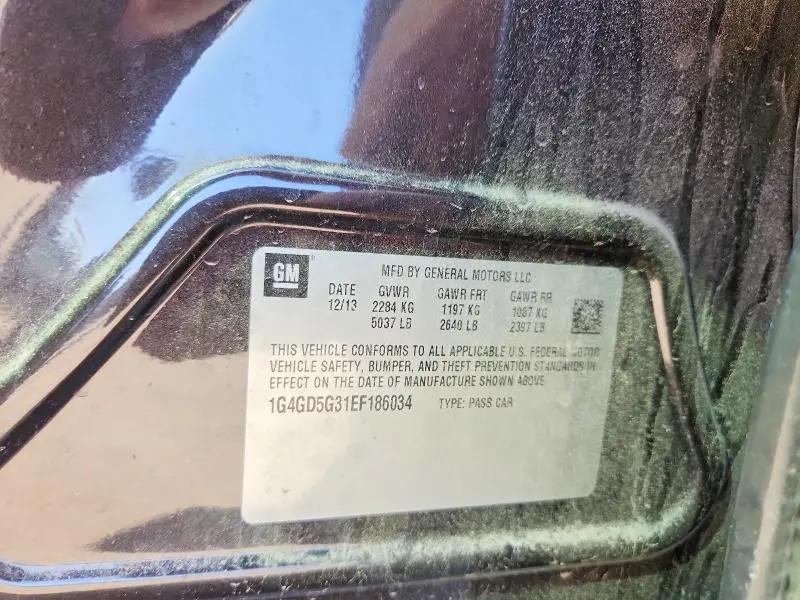 GM
MFD BY GENERAL MOTORS LLC
DATE GVWR GAWR FRT GAWR RR
12/13 2284 KG 1197 KG 1087 KG
5037 LB 2640 LB 2397 LB
THIS VEHICLE CONFORMS TO ALL APPLICABLE U.S. FEDERAL MOTOR
VEHICLE SAFETY, BUMPER, AND THEFT PREVENTION STANDARDS IN
EFFECT ON THE DATE OF MANUFACTURE SHOWN ABOVE
1G4GD5G31EF186034 TYPE: PASS CAR